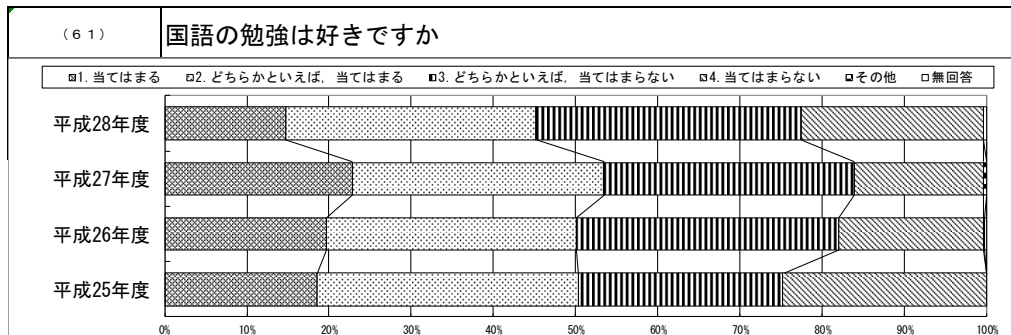 (61) 国語の勉強は好きですか
1. 当てはまる 2. どちらかといえば, 当てはまる 3. どちらかといえば, 当てはまらない 4. 当てはまらない その他 無回答
平成28年度
平成27年度
平成26年度
平成25年度
0% 10% 20% 30% 40% 50% 60% 70% 80% 90% 100%